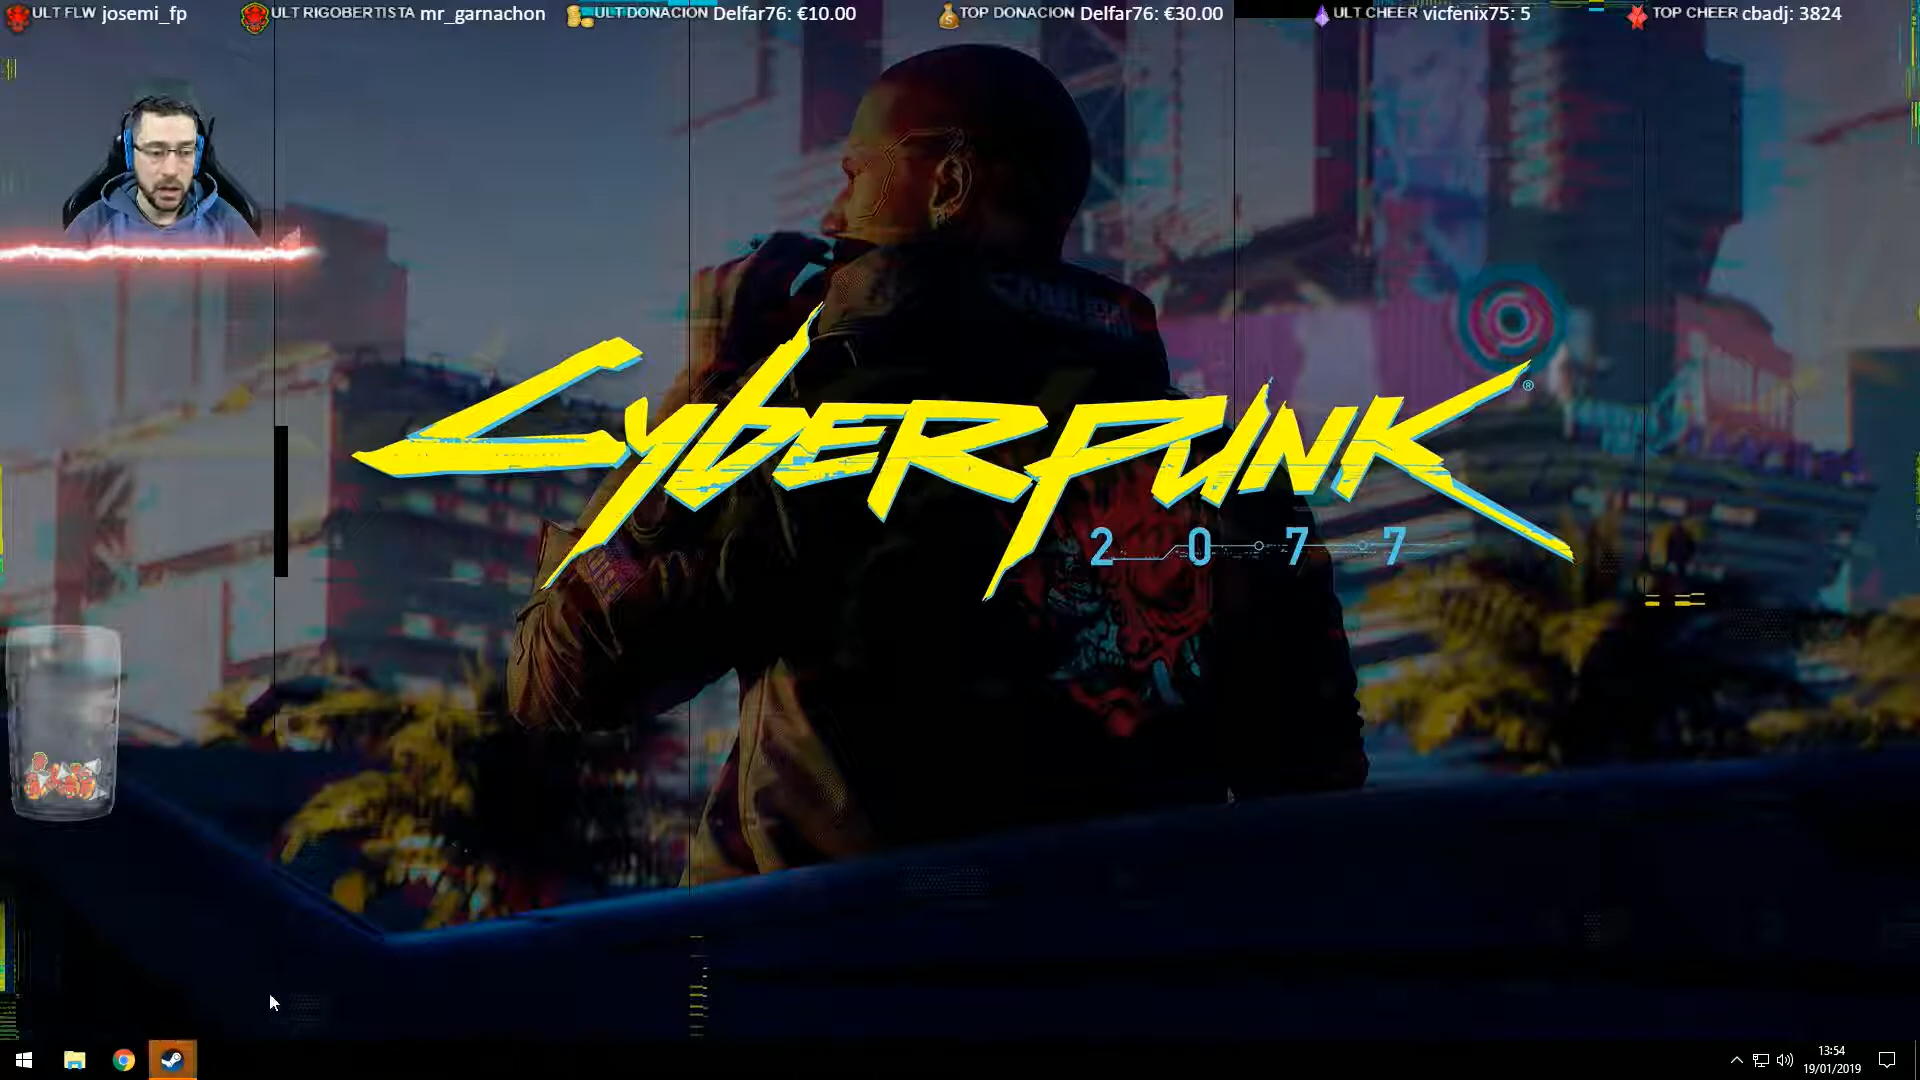 ULT FLW josemi_fp
ULT RIGOBERTISTA mr_garnachon
ULT DONACION Delfar76: €10.00
TOP DONACION Delfar76: €30.00
ULT CHEER vicfenix75: 5
TOP CHEER cbadj: 3824
Cyberpunk®
2077
13:54
19/01/2019